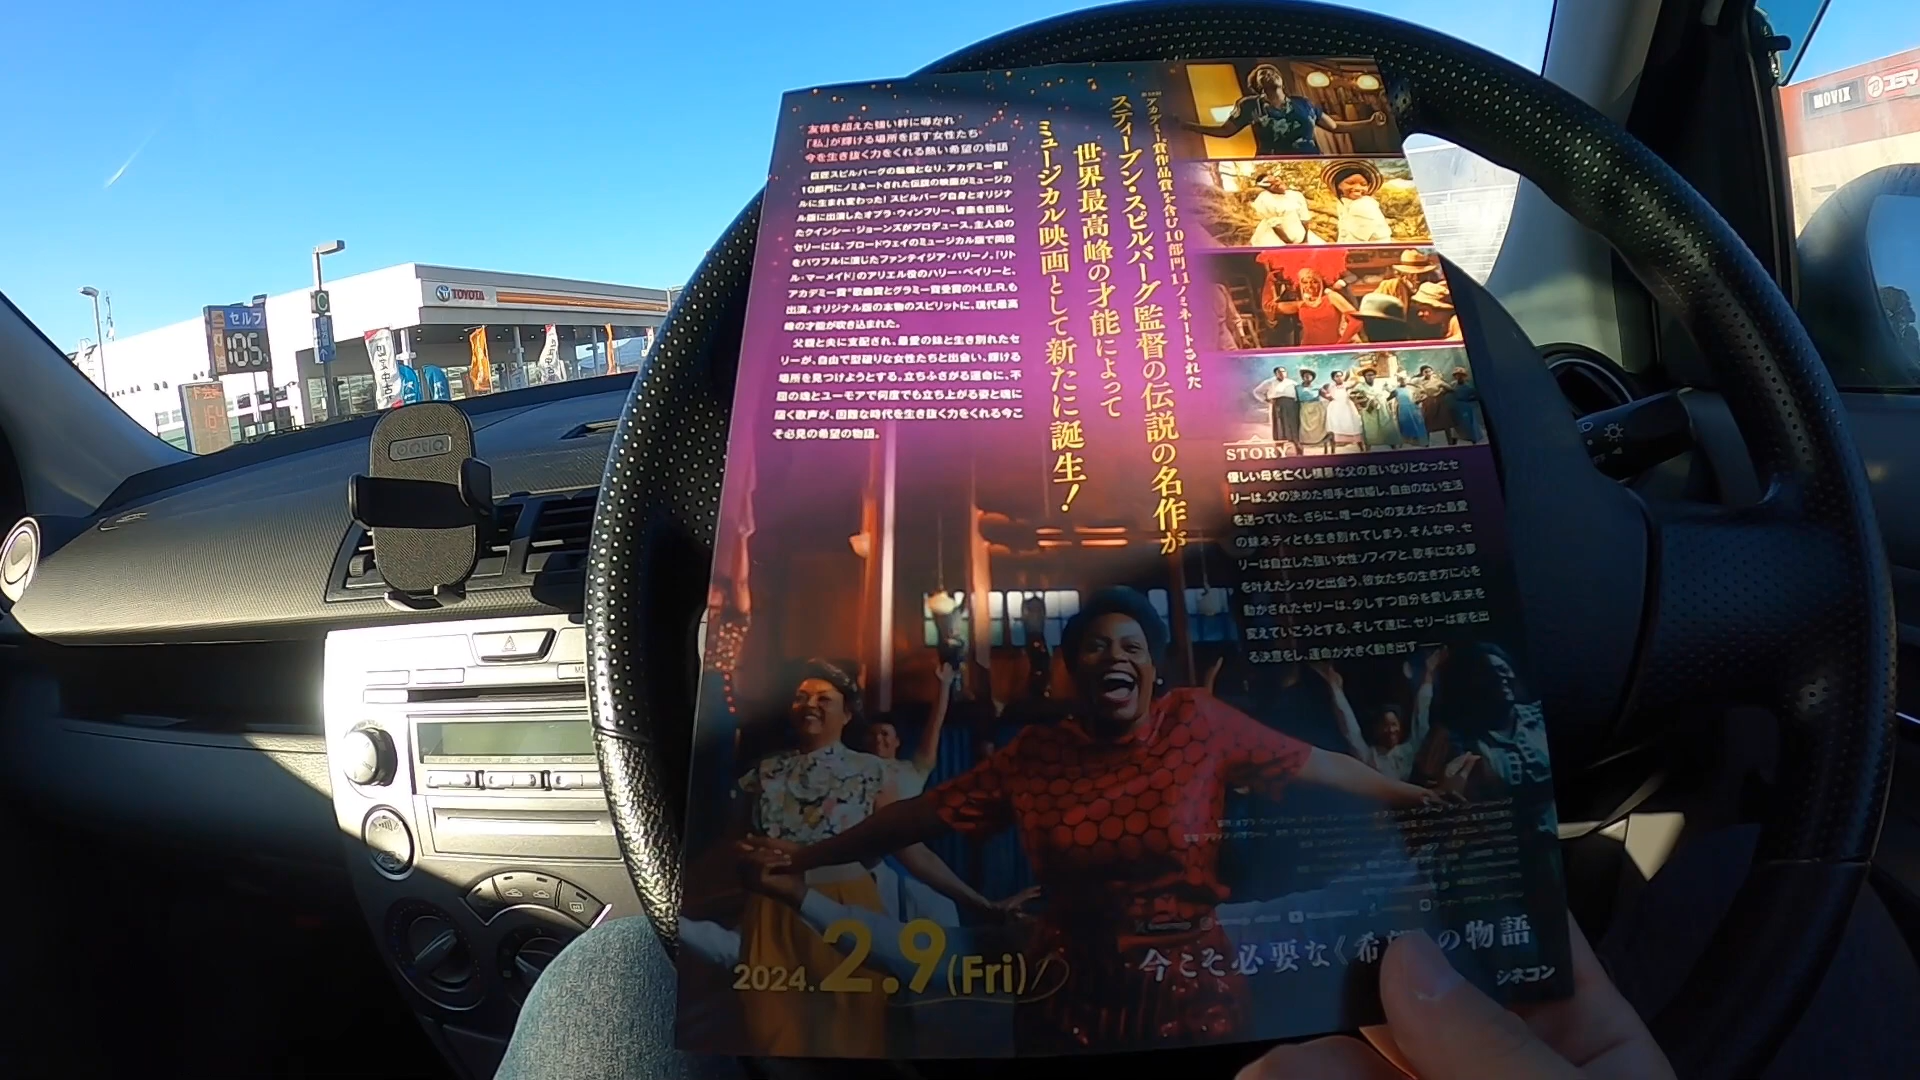 友情を超えた強い絆に導かれ
「私」が輝ける場所を探す女性たち
今を生き抜く力をくれる熱い希望の物語
巨匠スピルバーグの転機となり、アカデミー賞®
10部門にノミネートされた伝説の映画がミュージカ
ルに生まれ変わった！スピルバーグ自身とオリジナ
ル版に出演したオプラ・ウィンフリー、音楽を担当し
たクインシー・ジョーンズがプロデュース。主人公の
セリーには、ブロードウェイのミュージカル版で同役
をパワフルに演じたファンテイジア・バリーノ。『リト
ル・マーメイド』のアリエル役のハリー・ベイリーと、
アカデミー賞®歌曲賞とグラミー賞受賞のH.E.R.も
出演。オリジナル版の本物のスピリットに、現代最高
峰の才能が吹き込まれた。
父親と夫に支配され、最愛の妹と生き別れたセ
リーが、自由で型破りな女性たちと出会い、輝ける
場所を見つけようとする。立ちふさがる運命に、不
屈の魂とユーモアで何度でも立ち上がる姿と魂に
届く歌声が、困難な時代を生き抜く力をくれる今こ
そ必見の希望の物語。
アカデミー賞作品賞を含む10部門11ノミネートされた
スティーブン・スピルバーグ監督の伝説の名作が
世界最高峰の才能によって
ミュージカル映画として新たに誕生！
STORY
優しい母を亡くし横暴な父の言いなりとなったセ
リーは、父の決めた相手と結婚し、自由のない生活
を送っていた。さらに、唯一の心の支えだった最愛
の妹ネティとも生き別れてしまう。そんな中、セ
リーは自立した強い女性ソフィアと、歌手になる夢
を叶えたシュグと出会う。彼女たちの生き方に心を
動かされたセリーは、少しずつ自分を愛し未来を
変えていこうとする。そして遂に、セリーは家を出
る決意をし、運命が大きく動き出す——
2024.2.9(Fri)
今こそ必要な《希望》の物語
シネコン
TOYOTA
セルフ
105
C
MOVIX
コロマ